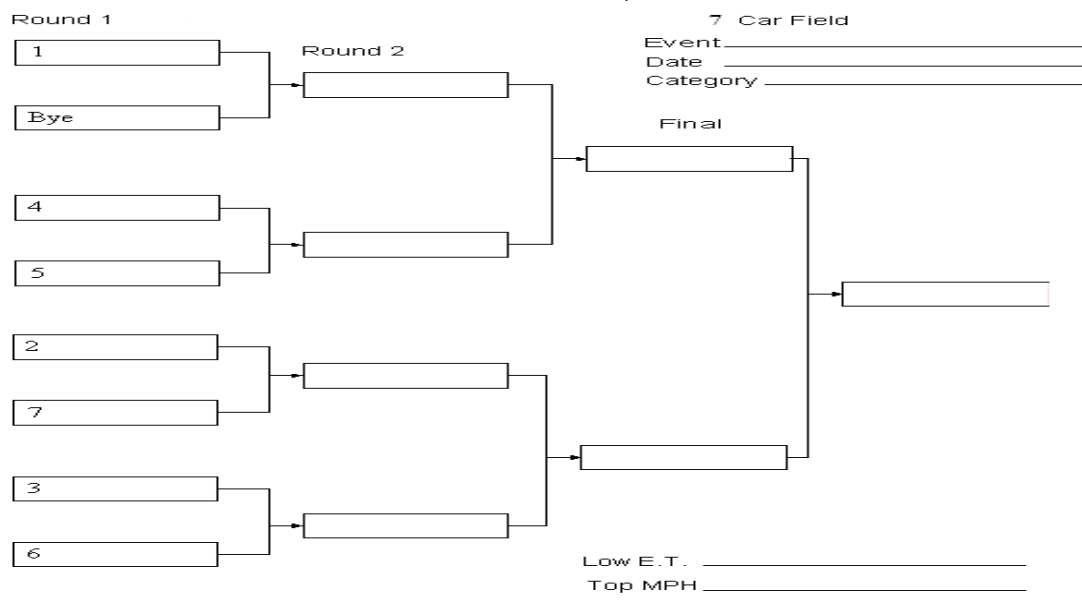 Round 1
7 Car Field
1
Round 2
Event
Date
Category
Bye
Final
4
5
2
7
3
6
Low E.T.
Top MPH